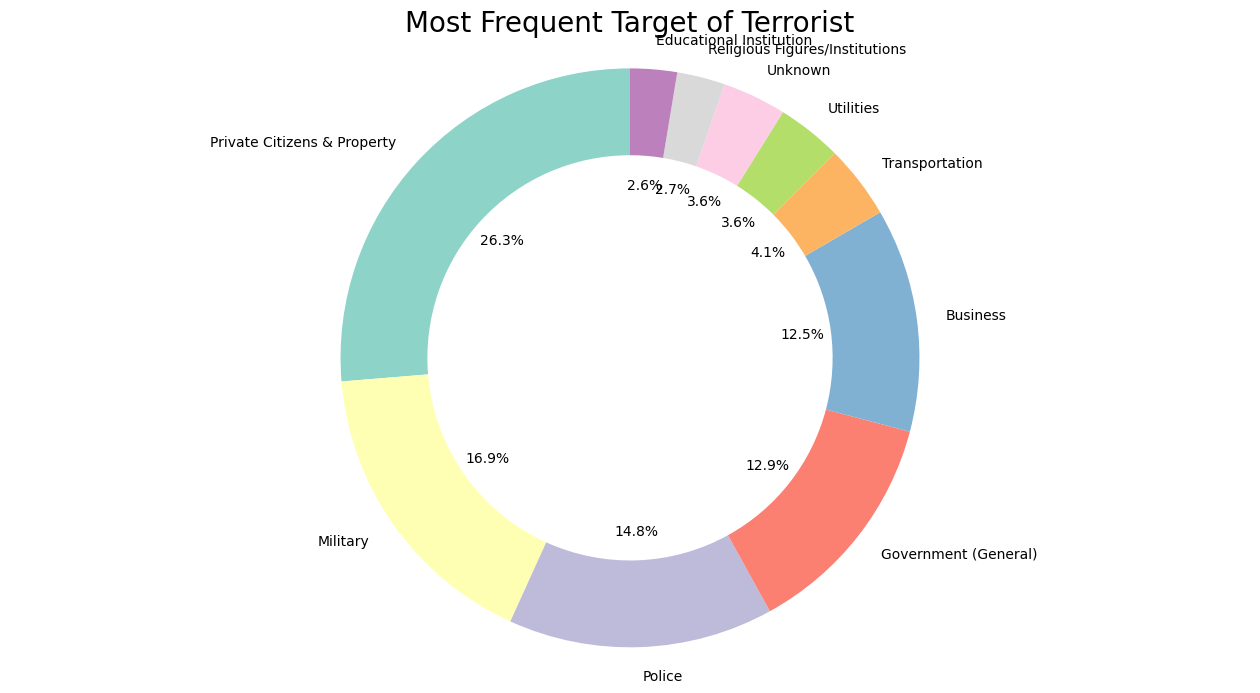 Most Frequent Target of Terrorist
Educational Institution
Religious Figures/Institutions
Unknown
Utilities
Private Citizens & Property
Transportation
2.6%
2.7%
3.6%
3.6%
26.3%
4.1%
Business
12.5%
16.9%
12.9%
14.8%
Military
Government (General)
Police